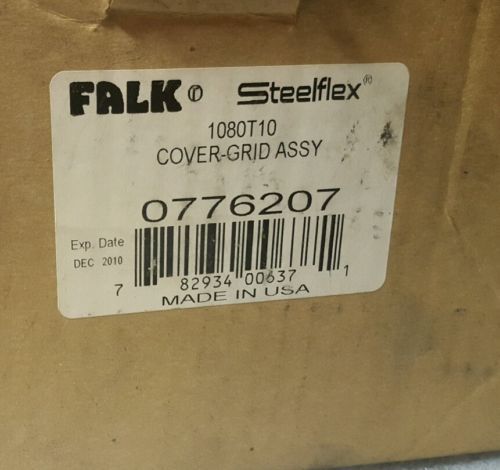 FALK ® Steelflex®
1080T10
COVER-GRID ASSY
0776207
Exp. Date
DEC 2010
7 82934 00637 1
MADE IN USA